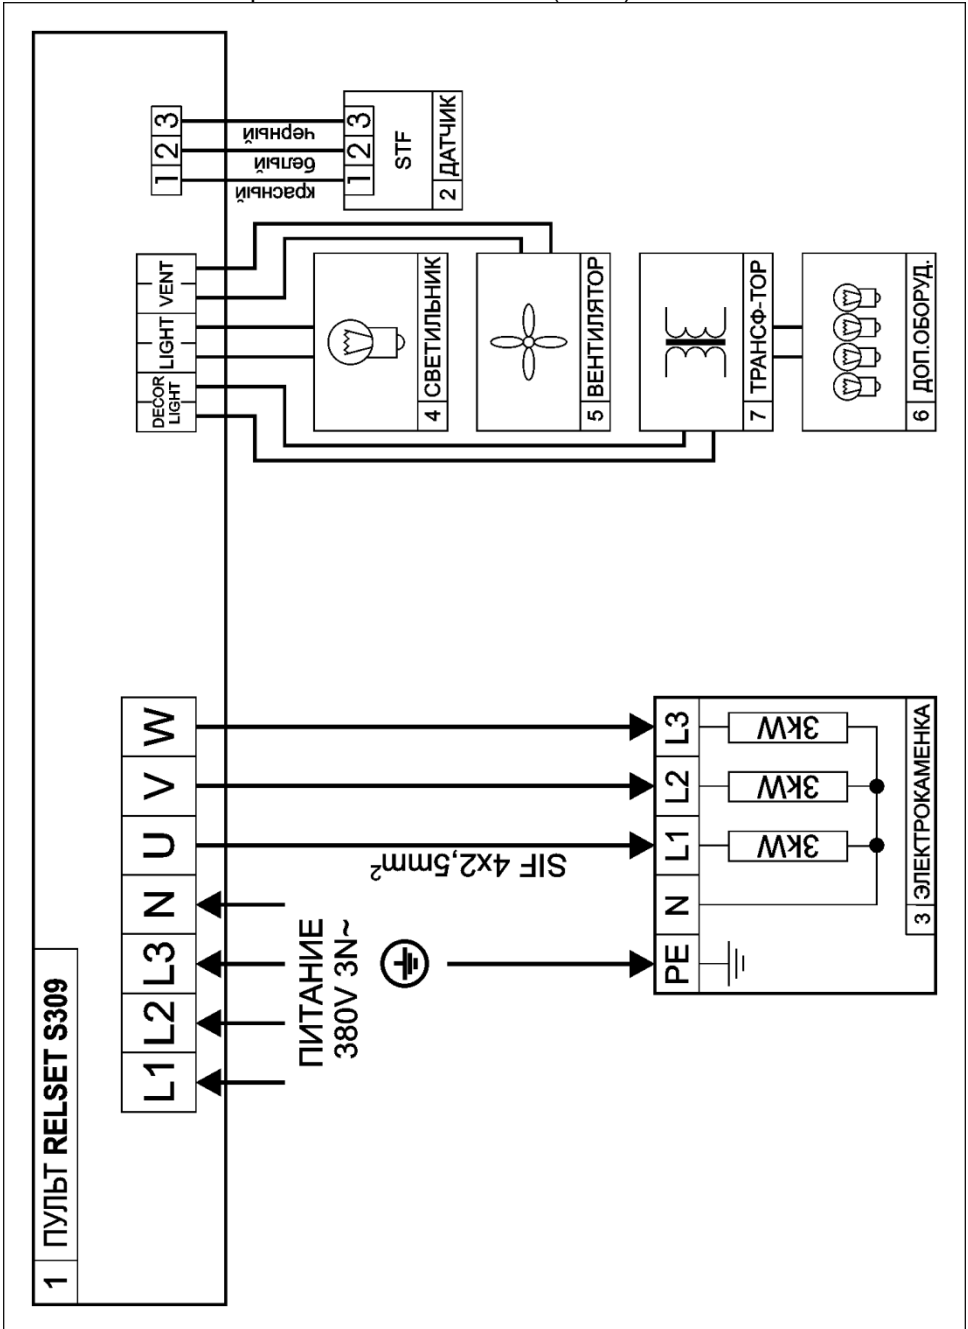 1 ПУЛЬТ RELSET S309
L1 L2 L3 N U V W
DECOR LIGHT
LIGHT
VENT
1 2 3
ПИТАНИЕ
380V 3N~
SIF 4x2,5mm²
красный
белый
черный
1 2 3
STF
2 ДАТЧИК
4 СВЕТИЛЬНИК
5 ВЕНТИЛЯТОР
7 ТРАНСФ-ТОР
6 ДОП.ОБОРУД.
PE N L1 L2 L3
3kW
3kW
3kW
3 ЭЛЕКТРОКАМЕНКА